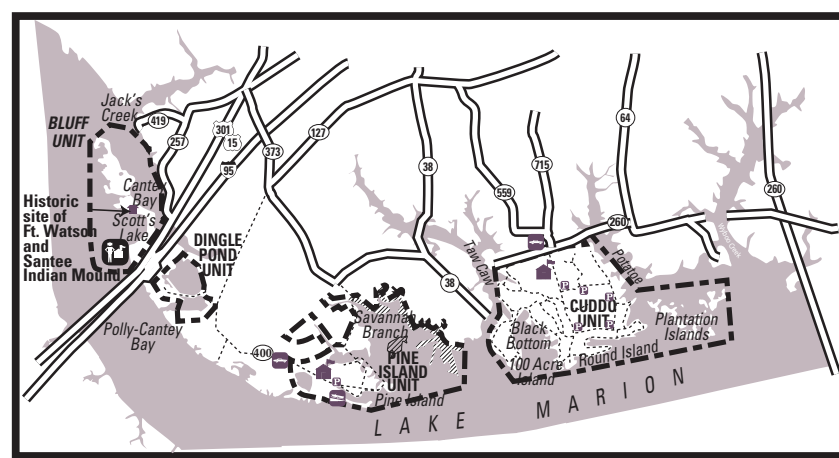 Jack's
Creek
BLUFF
UNIT
419
257
301
15
95
373
127
38
559
715
64
260
260
Historic
site of
Ft. Watson
and
Santee
Indian Mound
Cantey
Bay
Scott's
Lake
DINGLE
POND
UNIT
Polly-Cantey
Bay
400
Savannah
Branch
PINE
ISLAND
UNIT
Pine Island
P
38
Taw Caw
Potatoe
Wyboo Creek
P
P
P
P
P
CUDDO
UNIT
Black
Bottom
100 Acre
Island
Round Island
Plantation
Islands
LAKE MARION